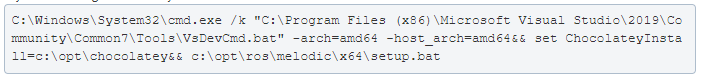 C:\Windows\System32\cmd.exe /k "C:\Program Files (x86)\Microsoft Visual Studio\2019\Co
mmunity\Common7\Tools\VsDevCmd.bat" -arch=amd64 -host_arch=amd64&& set ChocolateyInsta
ll=c:\opt\chocolatey&& c:\opt\ros\melodic\x64\setup.bat